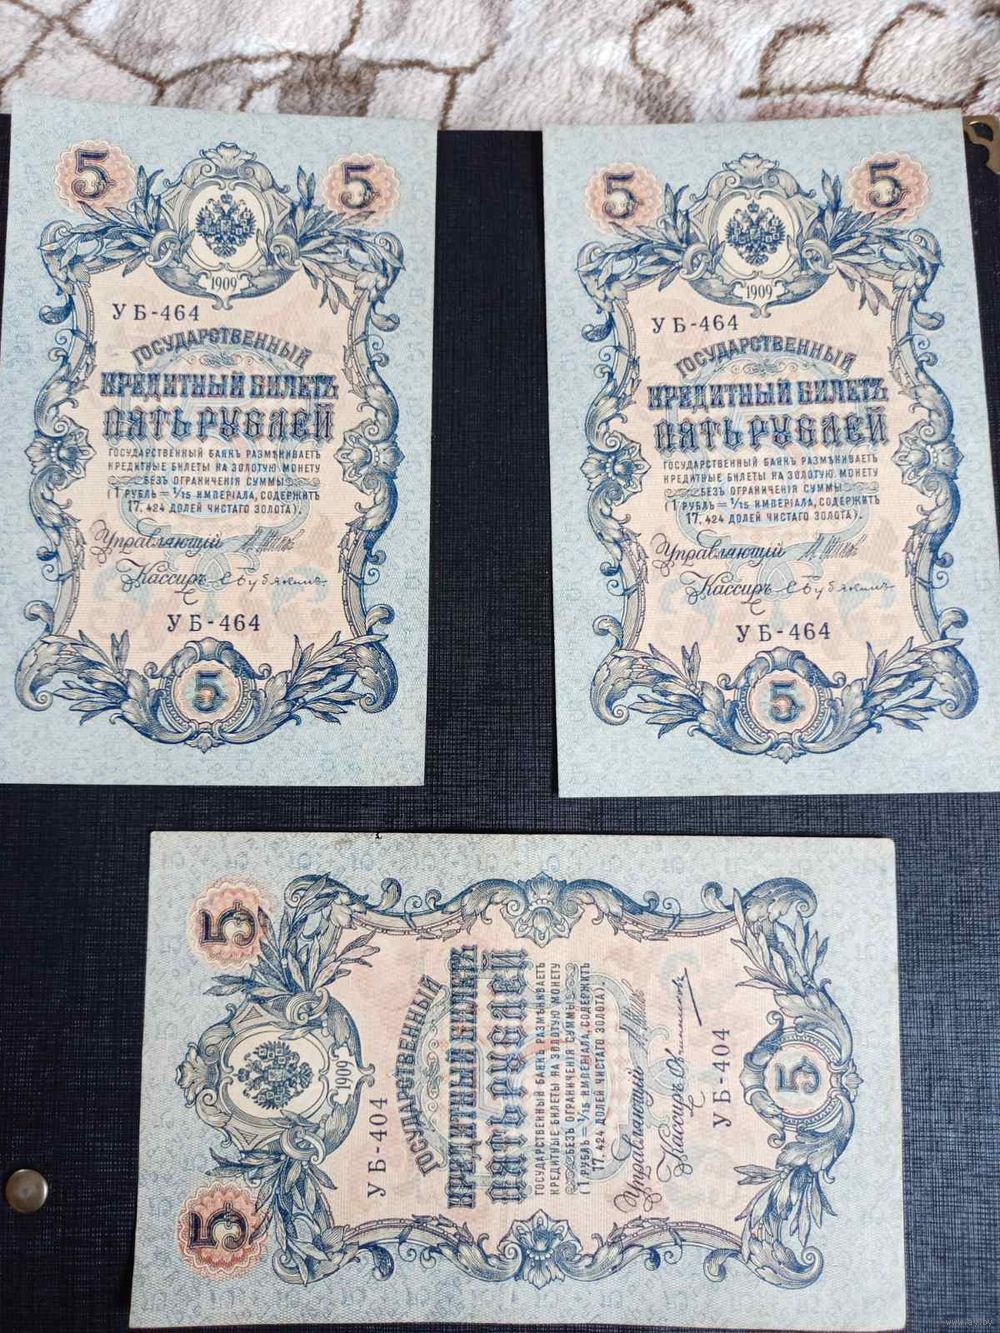 5 5
1909
УБ-464
ГОСУДАРСТВЕННЫЙ
КРЕДИТНЫЙ БИЛЕТЪ
ПЯТЬ РУБЛЕЙ
ГОСУДАРСТВЕННЫЙ БАНКЪ РАЗМѢНИВАЕТЪ
КРЕДИТНЫЕ БИЛЕТЫ НА ЗОЛОТУЮ МОНЕТУ
БЕЗЪ ОГРАНИЧЕНІЯ СУММЫ
(1 РУБЛЬ = 1/15 ИМПЕРІАЛА, СОДЕРЖИТЪ
17,424 ДОЛЕЙ ЧИСТАГО ЗОЛОТА).
Управляющій
Кассиръ
УБ-464
5
5 5
1909
УБ-464
ГОСУДАРСТВЕННЫЙ
КРЕДИТНЫЙ БИЛЕТЪ
ПЯТЬ РУБЛЕЙ
ГОСУДАРСТВЕННЫЙ БАНКЪ РАЗМѢНИВАЕТЪ
КРЕДИТНЫЕ БИЛЕТЫ НА ЗОЛОТУЮ МОНЕТУ
БЕЗЪ ОГРАНИЧЕНІЯ СУММЫ
(1 РУБЛЬ = 1/15 ИМПЕРІАЛА, СОДЕРЖИТЪ
17,424 ДОЛЕЙ ЧИСТАГО ЗОЛОТА).
Управляющій
Кассиръ
УБ-464
5
5 5
1909
УБ-404
ГОСУДАРСТВЕННЫЙ
КРЕДИТНЫЙ БИЛЕТЪ
ПЯТЬ РУБЛЕЙ
ГОСУДАРСТВЕННЫЙ БАНКЪ РАЗМѢНИВАЕТЪ
КРЕДИТНЫЕ БИЛЕТЫ НА ЗОЛОТУЮ МОНЕТУ
БЕЗЪ ОГРАНИЧЕНІЯ СУММЫ
(1 РУБЛЬ = 1/15 ИМПЕРІАЛА, СОДЕРЖИТЪ
17,424 ДОЛЕЙ ЧИСТАГО ЗОЛОТА).
Управляющій
Кассиръ
УБ-404
5